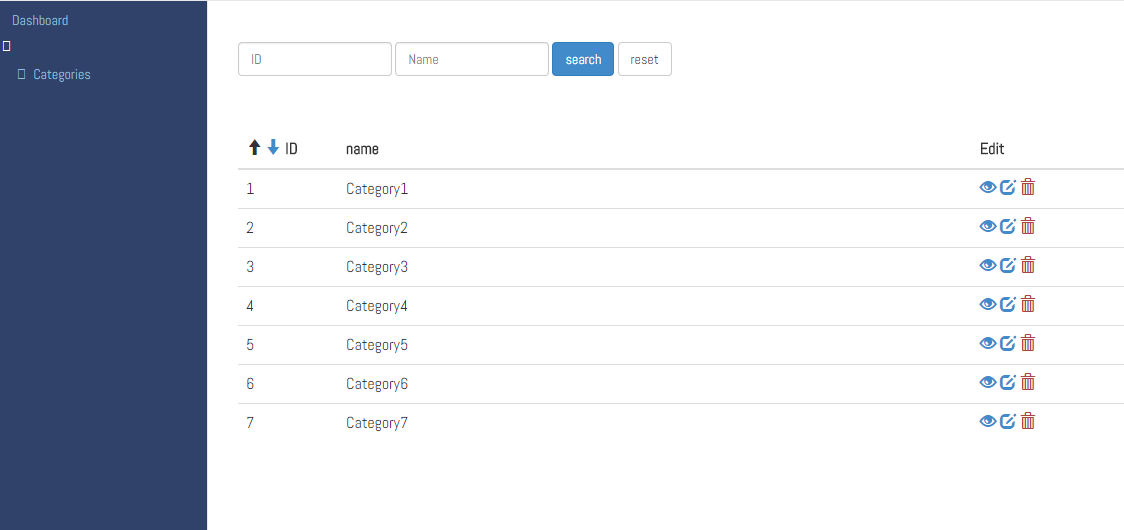 Dashboard
Categories
ID Name search reset
ID name Edit
1 Category1
2 Category2
3 Category3
4 Category4
5 Category5
6 Category6
7 Category7